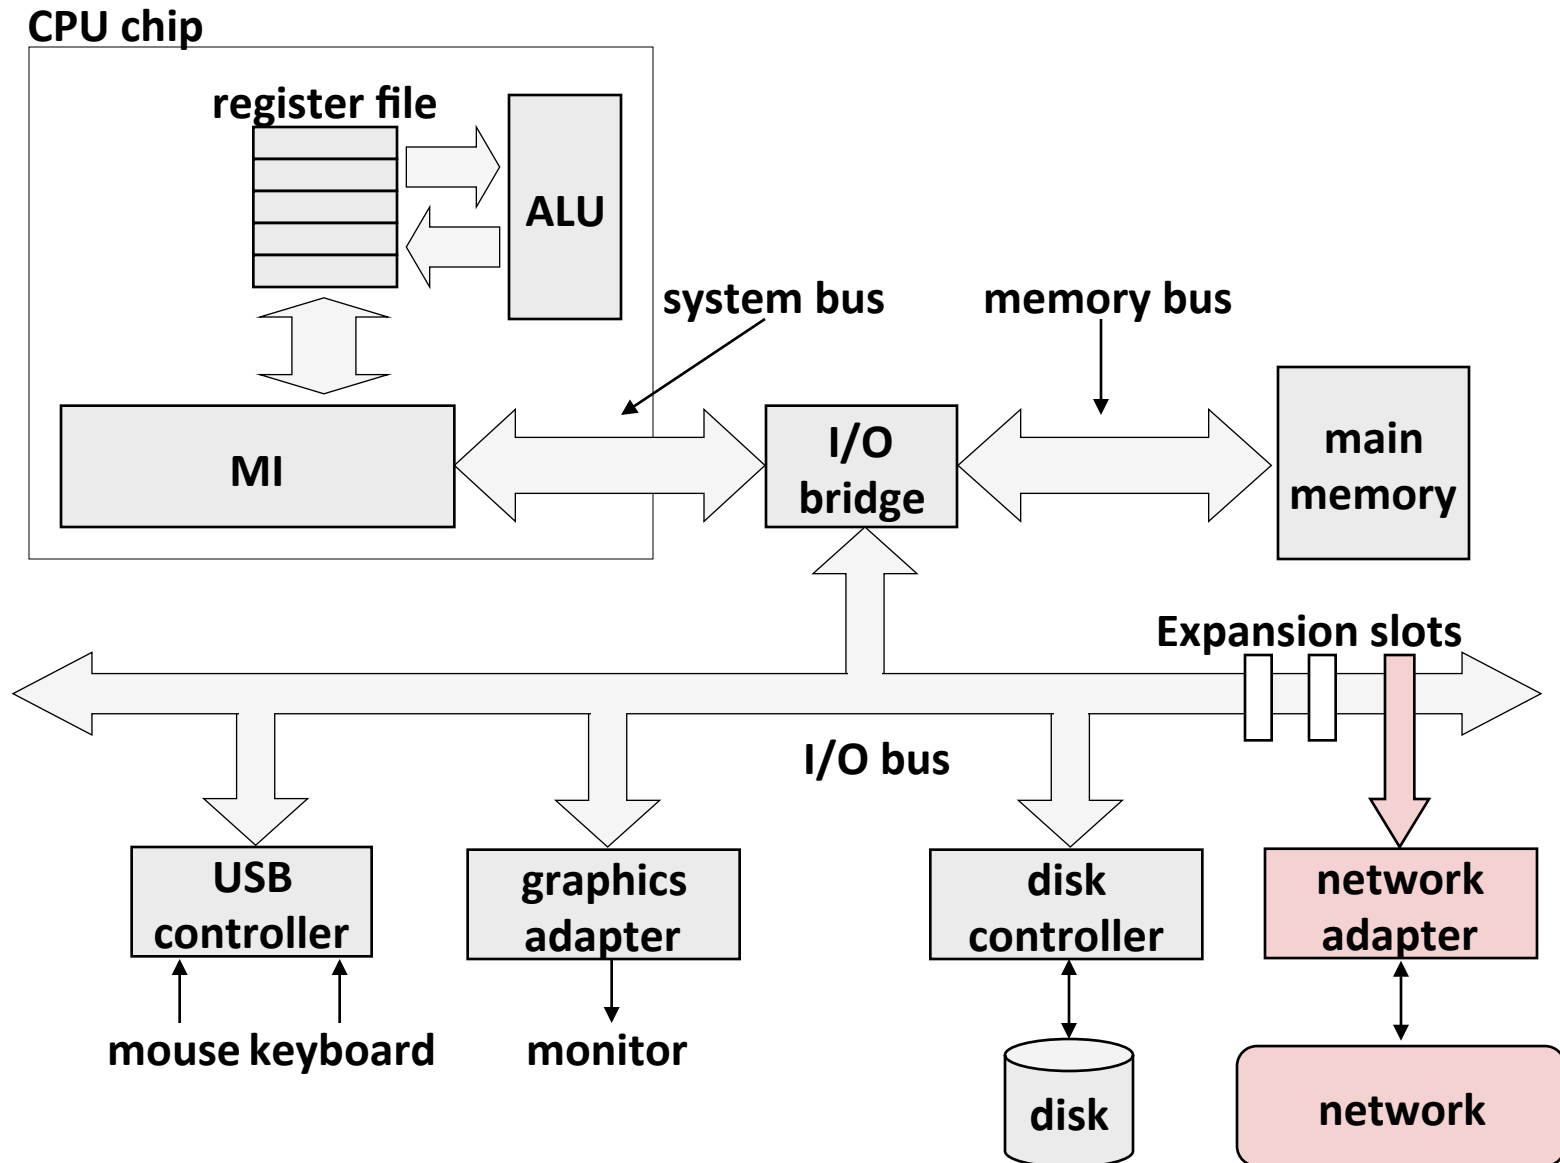 CPU chip
register file
ALU
system bus
memory bus
MI
I/O
bridge
main
memory
Expansion slots
I/O bus
USB
controller
graphics
adapter
disk
controller
network
adapter
mouse
keyboard
monitor
disk
network